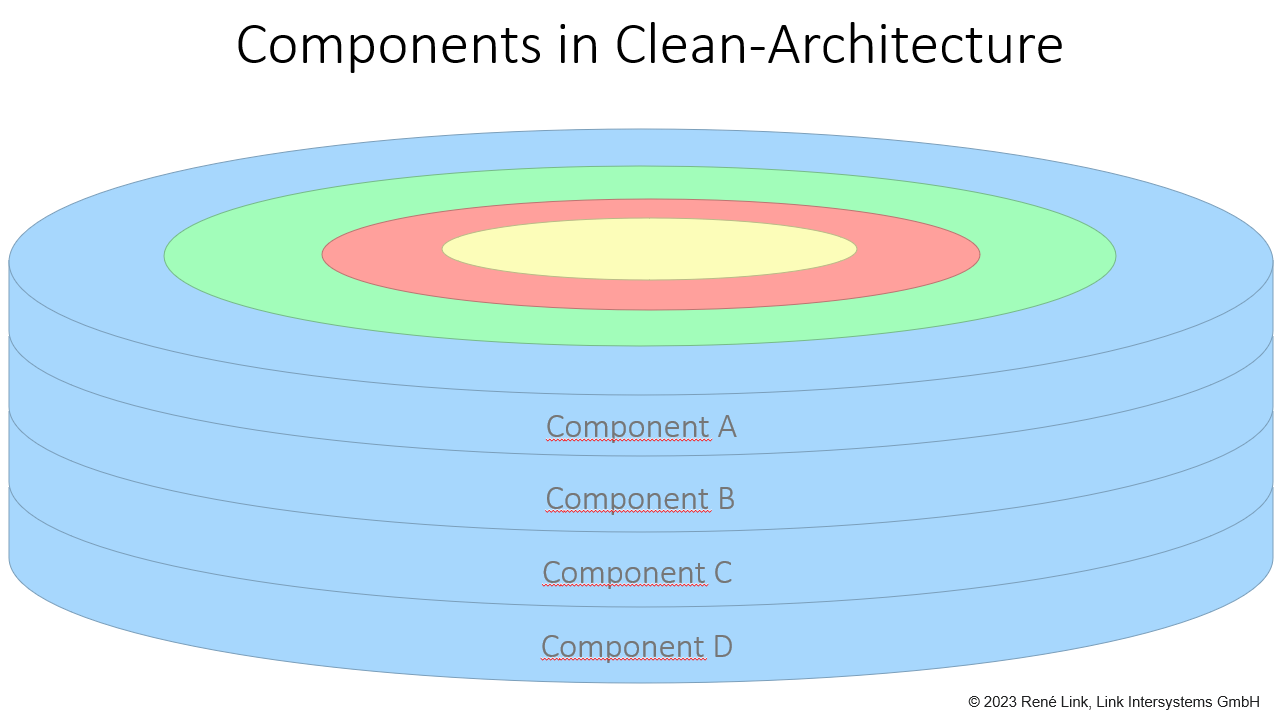 Components in Clean-Architecture
Component A
Component B
Component C
Component D
© 2023 René Link, Link Intersystems GmbH